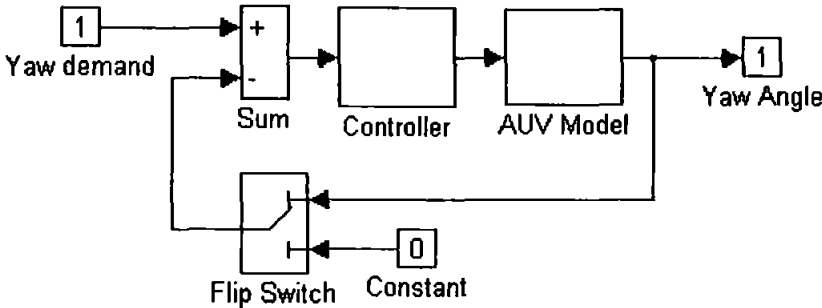 1
Yaw demand
+
-
Sum
Controller
AUV Model
1
Yaw Angle
Flip Switch
0
Constant